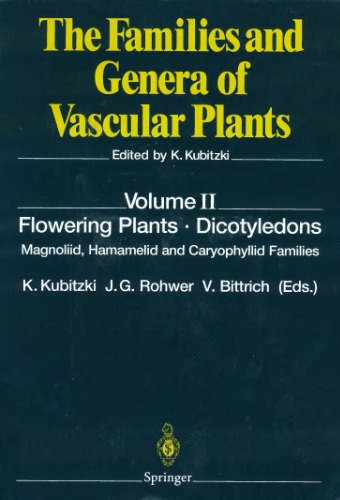 The Families and
Genera of
Vascular Plants
Edited by K. Kubitzki
Volume II
Flowering Plants · Dicotyledons
Magnoliid, Hamamelid and Caryophyllid Families
K. Kubitzki J. G. Rohwer V. Bittrich (Eds.)
Springer